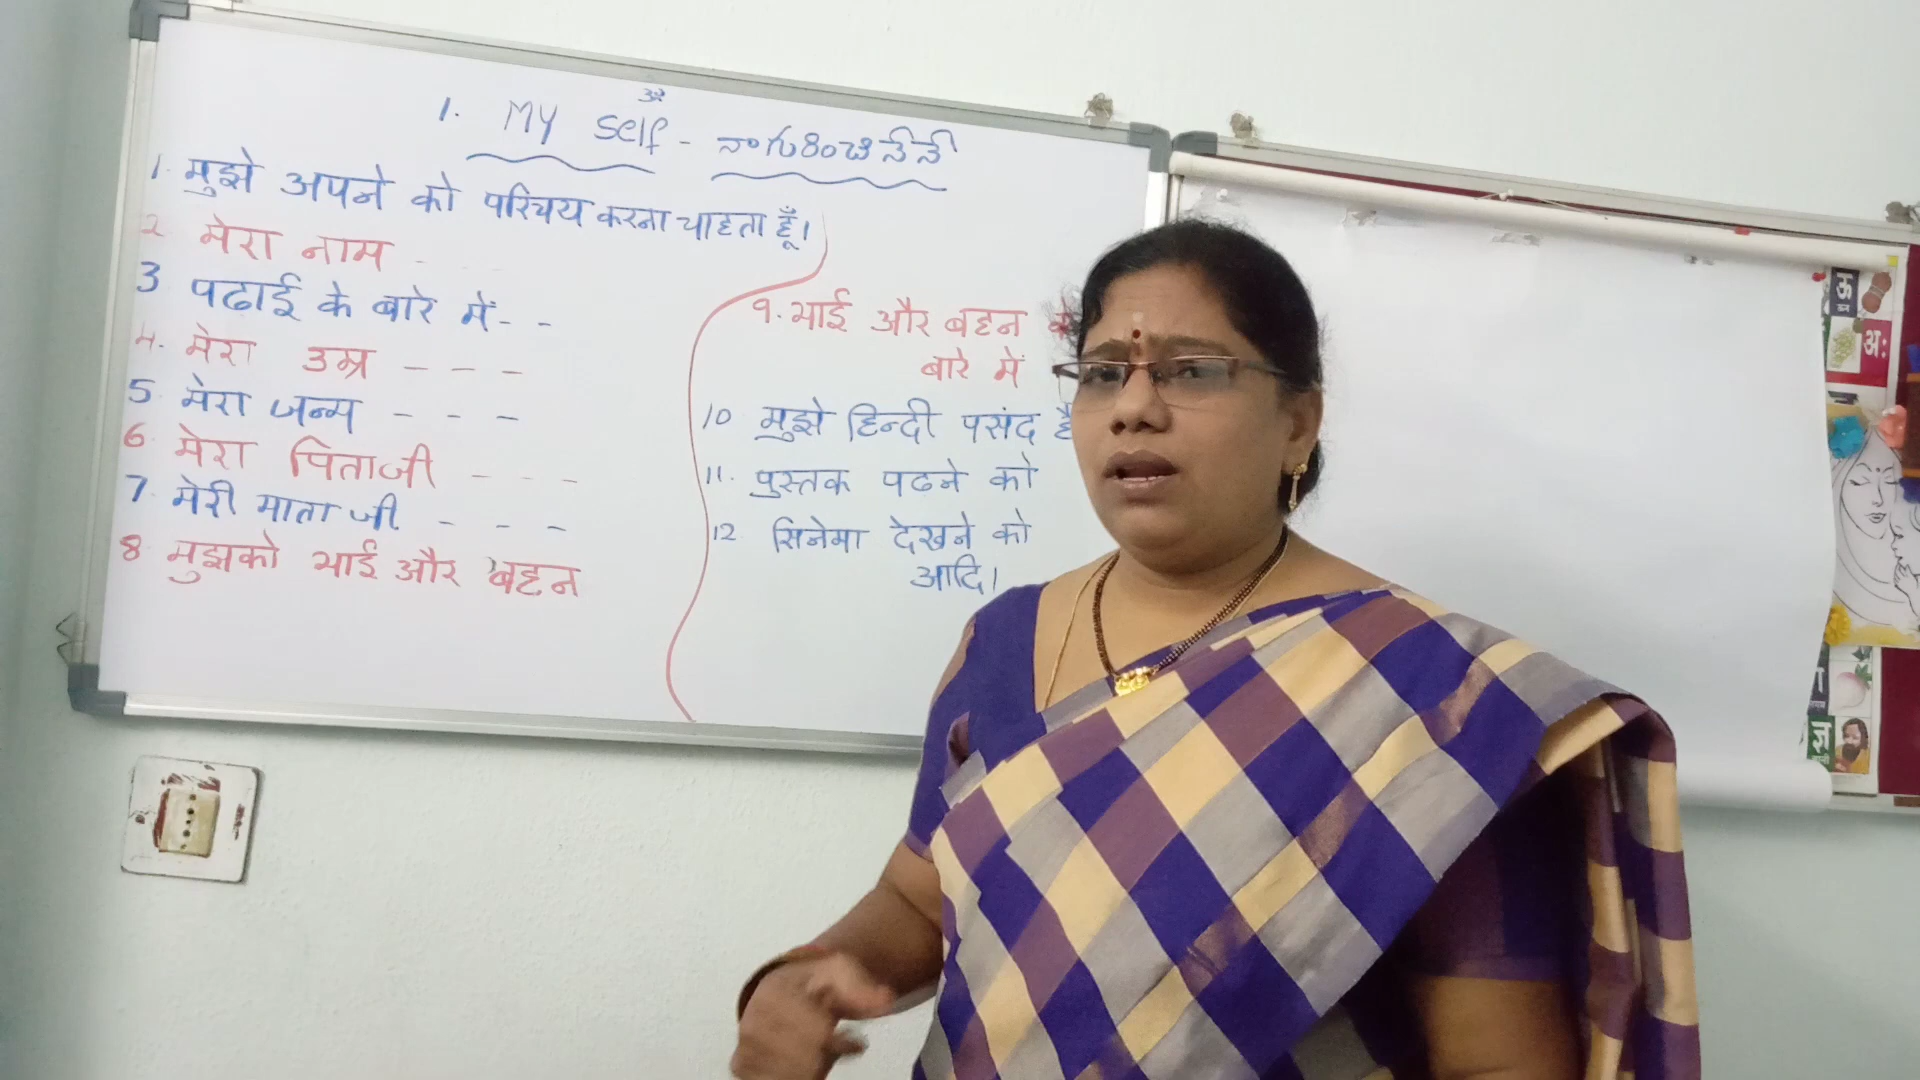 ॐ
1. MY Self - నాగురించి నేనే
1. मुझे अपने को परिचय करना चाहता हूँ।
2 मेरा नाम - - -
3 पढाई के बारे में - -
4. मेरा उम्र - - -
5 मेरा जन्म - - -
6 मेरा पिताजी - - -
7 मेरी माता जी - - -
8 मुझको भाई और बहन
9. भाई और बहन के
बारे में
10 मुझे हिन्दी पसंद है
11. पुस्तक पढने को
12 सिनेमा देखने को
आदि।
ऊ
अः
ज्ञ